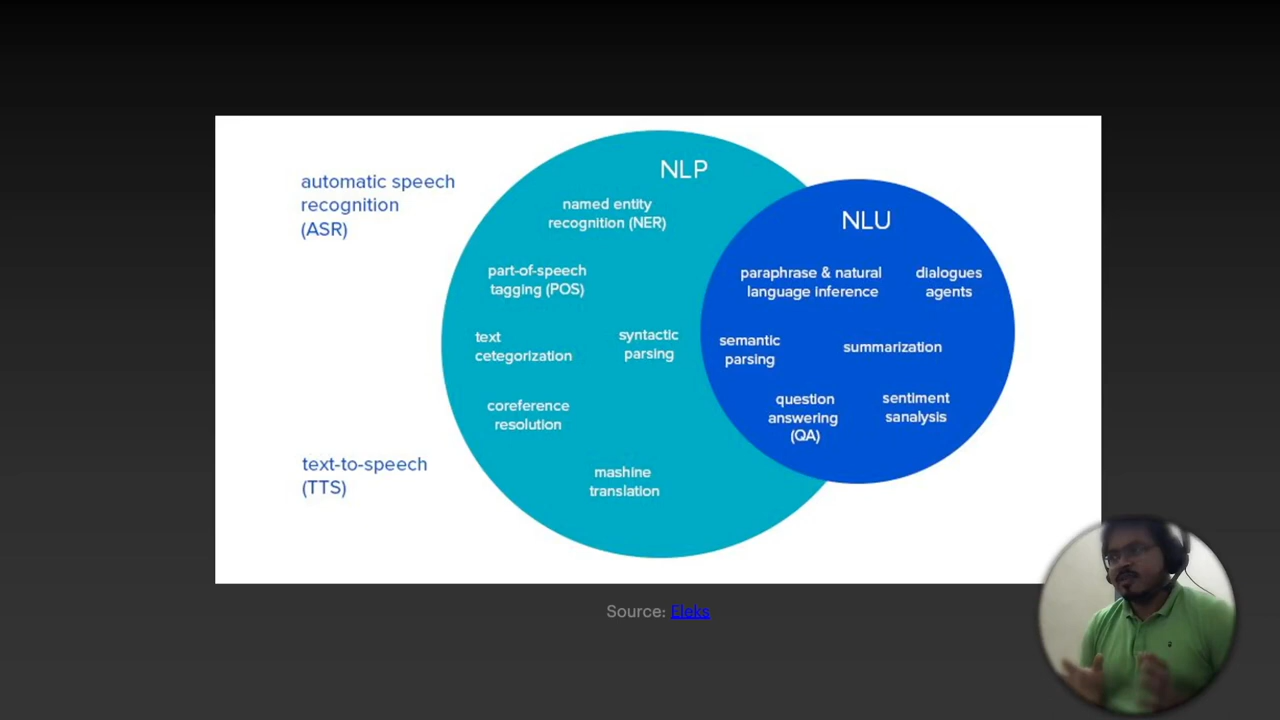 automatic speech
recognition
(ASR)
text-to-speech
(TTS)
NLP
named entity
recognition (NER)
part-of-speech
tagging (POS)
text
cetegorization
syntactic
parsing
coreference
resolution
mashine
translation
NLU
paraphrase & natural
language inference
dialogues
agents
semantic
parsing
summarization
question
answering
(QA)
sentiment
sanalysis
Source: Eleks